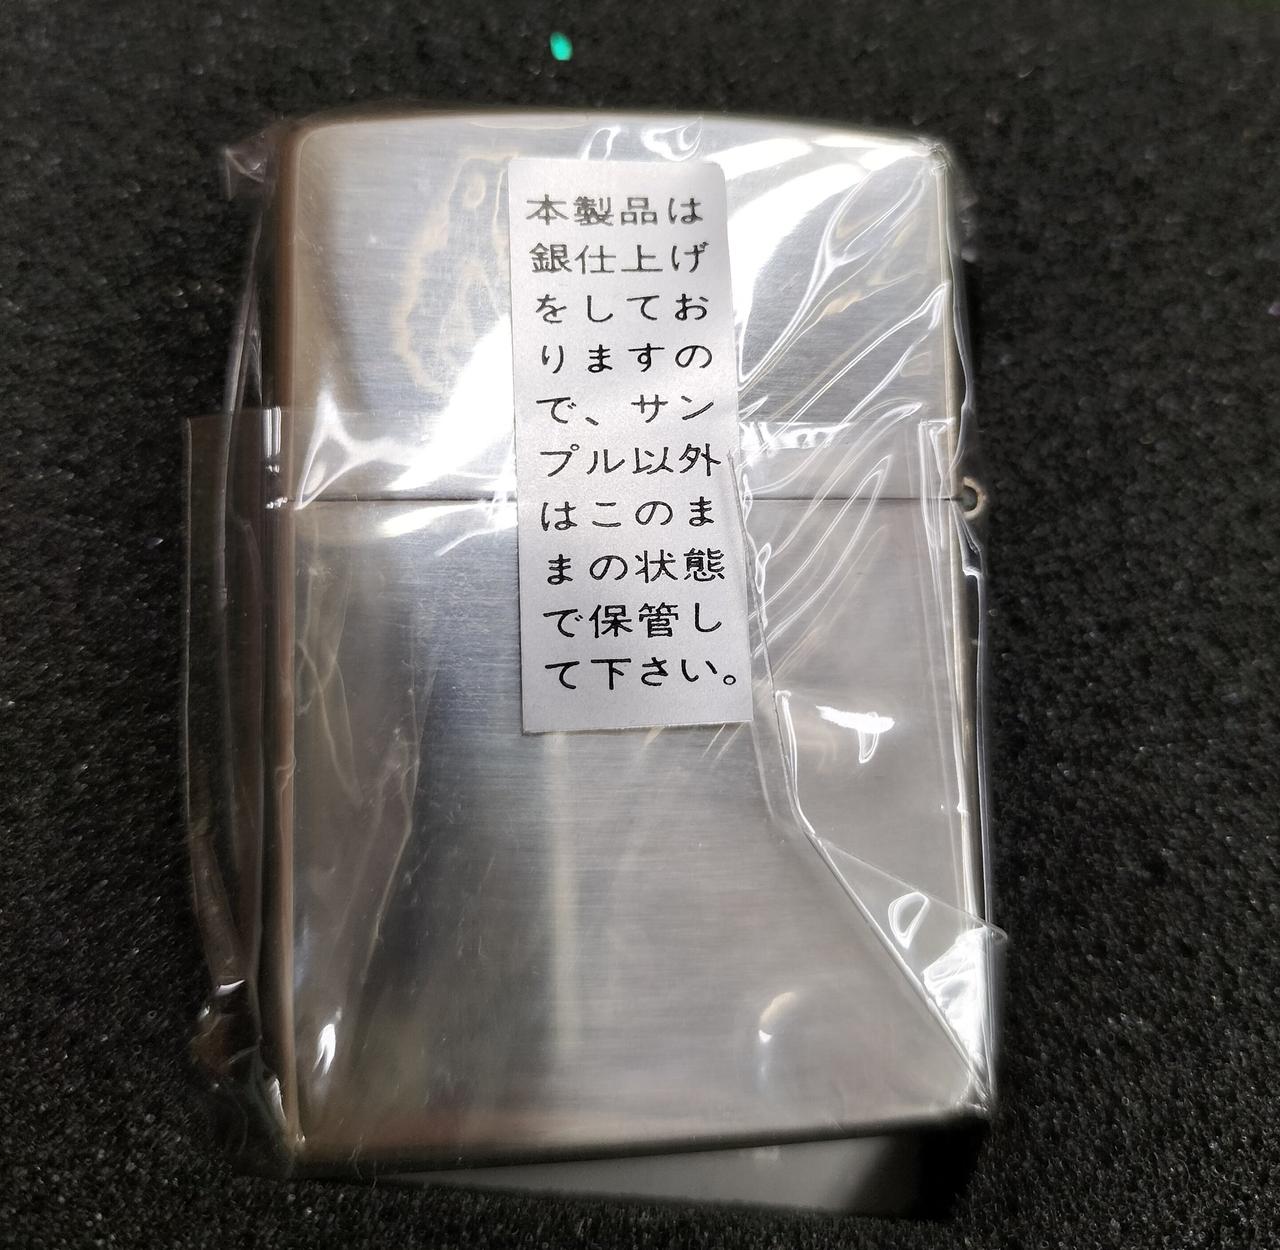 本製品は
銀仕上げ
をしてお
りますの
で、サン
プル以外
はこのま
まの状態
で保管し
て下さい。